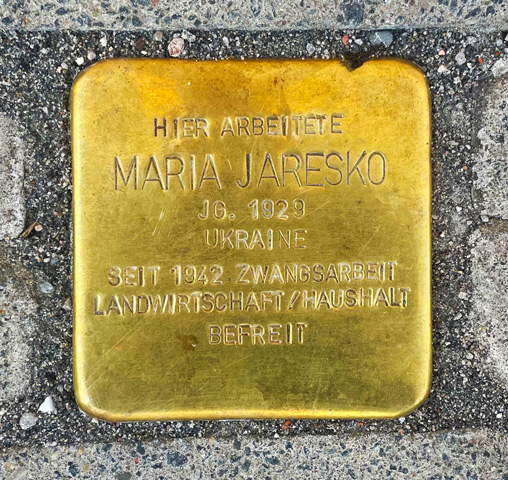 HIER ARBEITETE
MARIA JARESKO
JG. 1929
UKRAINE
SEIT 1942 ZWANGSARBEIT
LANDWIRTSCHAFT/HAUSHALT
BEFREIT